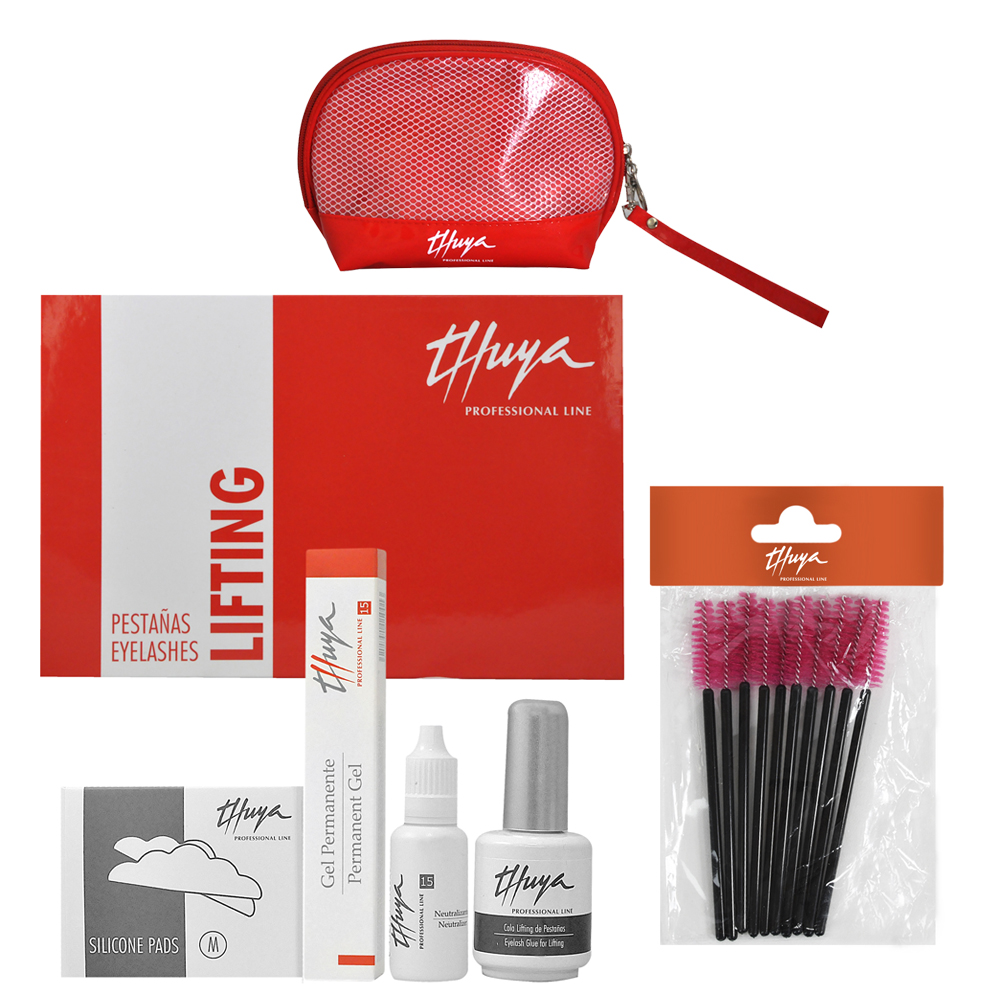 thuya
PROFESSIONAL LINE
thuya
PROFESSIONAL LINE
LIFTING
PESTAÑAS
EYELASHES
thuya
PROFESSIONAL LINE
thuya
PROFESSIONAL LINE
15
Gel Permanente
Permanent Gel
thuya
PROFESSIONAL LINE
SILICONE PADS
M
thuya
PROFESSIONAL LINE
15
thuya
PROFESSIONAL LINE
Cola Lifting de Pestañas
Eyelash Glue for Lifting